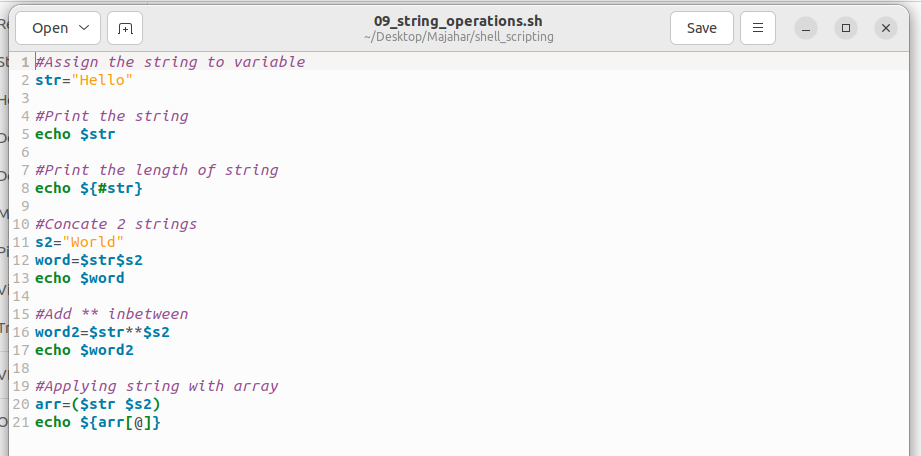 Open
09_string_operations.sh
~/Desktop/Majahar/shell_scripting
Save
1 #Assign the string to variable
2 str="Hello"
3
4 #Print the string
5 echo $str
6
7 #Print the length of string
8 echo ${#str}
9
10 #Concate 2 strings
11 s2="World"
12 word=$str$s2
13 echo $word
14
15 #Add ** inbetween
16 word2=$str**$s2
17 echo $word2
18
19 #Applying string with array
20 arr=($str $s2)
21 echo ${arr[@]}